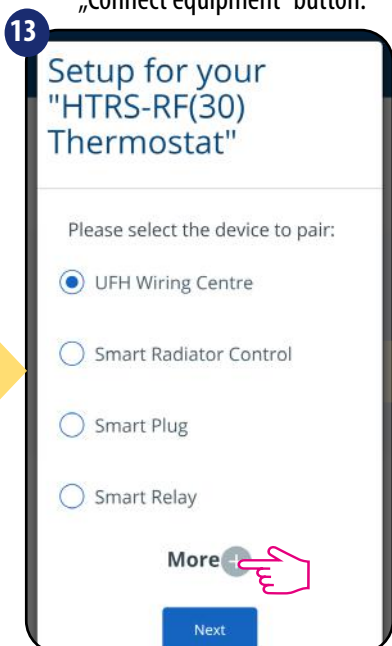 „Connect equipment” button.
13
Setup for your
"HTRS-RF(30)
Thermostat"
Please select the device to pair:
UFH Wiring Centre
Smart Radiator Control
Smart Plug
Smart Relay
More +
Next